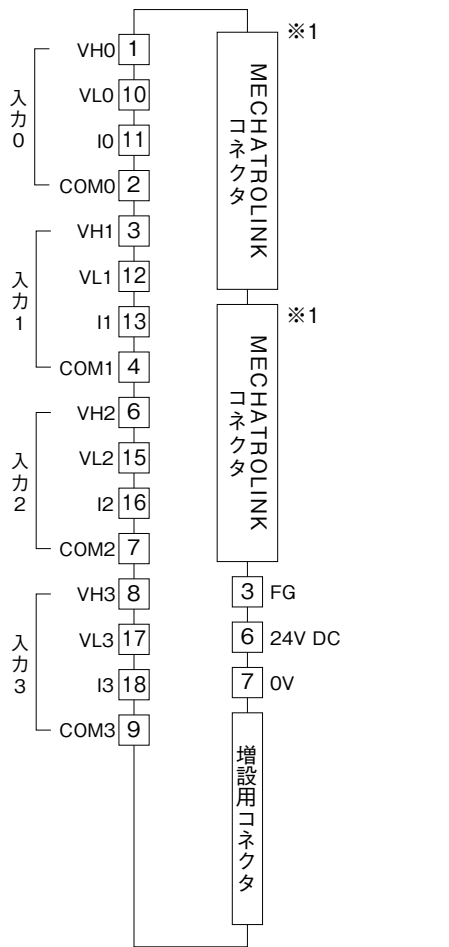 入力0
VH0 1
VL0 10
I0 11
COM0 2
入力1
VH1 3
VL1 12
I1 13
COM1 4
入力2
VH2 6
VL2 15
I2 16
COM2 7
入力3
VH3 8
VL3 17
I3 18
COM3 9
※1
MECHATROLINK
コネクタ
※1
MECHATROLINK
コネクタ
3 FG
6 24V DC
7 0V
増設用コネクタ